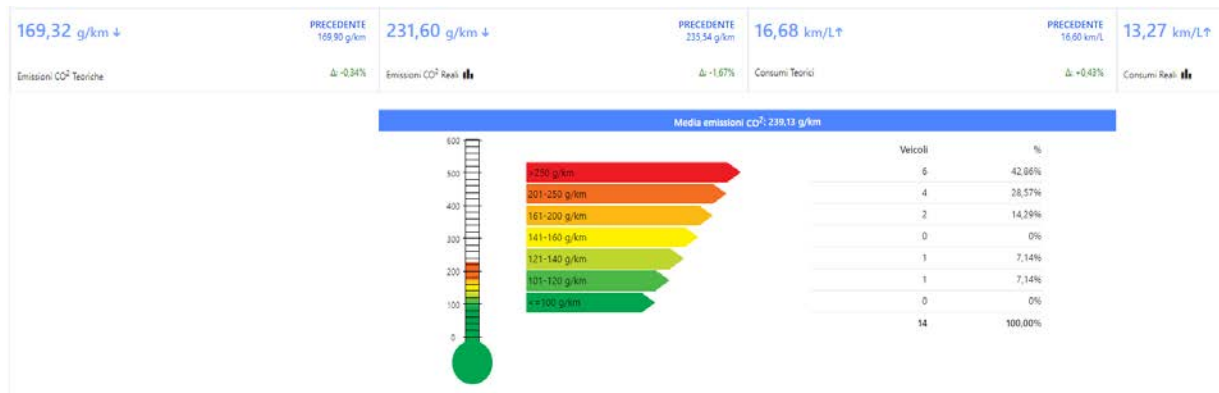 169,32 g/km ↓
PRECEDENTE
169,90 g/km
Emissioni CO² Teoriche
Δ: -0,34%
231,60 g/km ↓
PRECEDENTE
235,54 g/km
Emissioni CO² Reali
Δ: -1,67%
16,68 km/L↑
PRECEDENTE
16,60 km/L
Consumi Teorici
Δ: +0,43%
13,27 km/L↑
Consumi Reali
Media emissioni CO²: 239,13 g/km
600
500
400
300
200
100
0
Veicoli %
>250 g/km 6 42,86%
201-250 g/km 4 28,57%
161-200 g/km 2 14,29%
141-160 g/km 0 0%
121-140 g/km 1 7,14%
101-120 g/km 1 7,14%
<=100 g/km 0 0%
14 100,00%